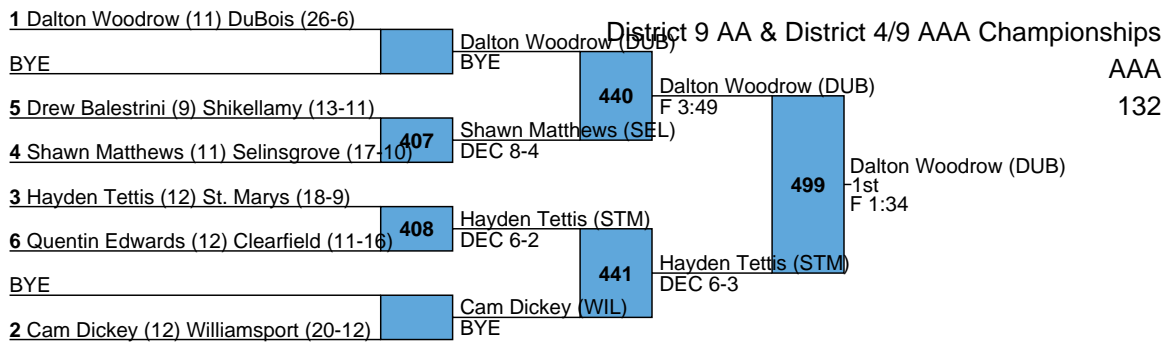 District 9 AA & District 4/9 AAA Championships
AAA
132
1 Dalton Woodrow (11) DuBois (26-6)
BYE
5 Drew Balestrini (9) Shikellamy (13-11)
4 Shawn Matthews (11) Selinsgrove (17-10)
3 Hayden Tettis (12) St. Marys (18-9)
6 Quentin Edwards (12) Clearfield (11-16)
BYE
2 Cam Dickey (12) Williamsport (20-12)
407
408
Dalton Woodrow (DUB)
BYE
Shawn Matthews (SEL)
DEC 8-4
Hayden Tettis (STM)
DEC 6-2
Cam Dickey (WIL)
BYE
440
441
Dalton Woodrow (DUB)
F 3:49
Hayden Tettis (STM)
DEC 6-3
499
Dalton Woodrow (DUB)
1st
F 1:34